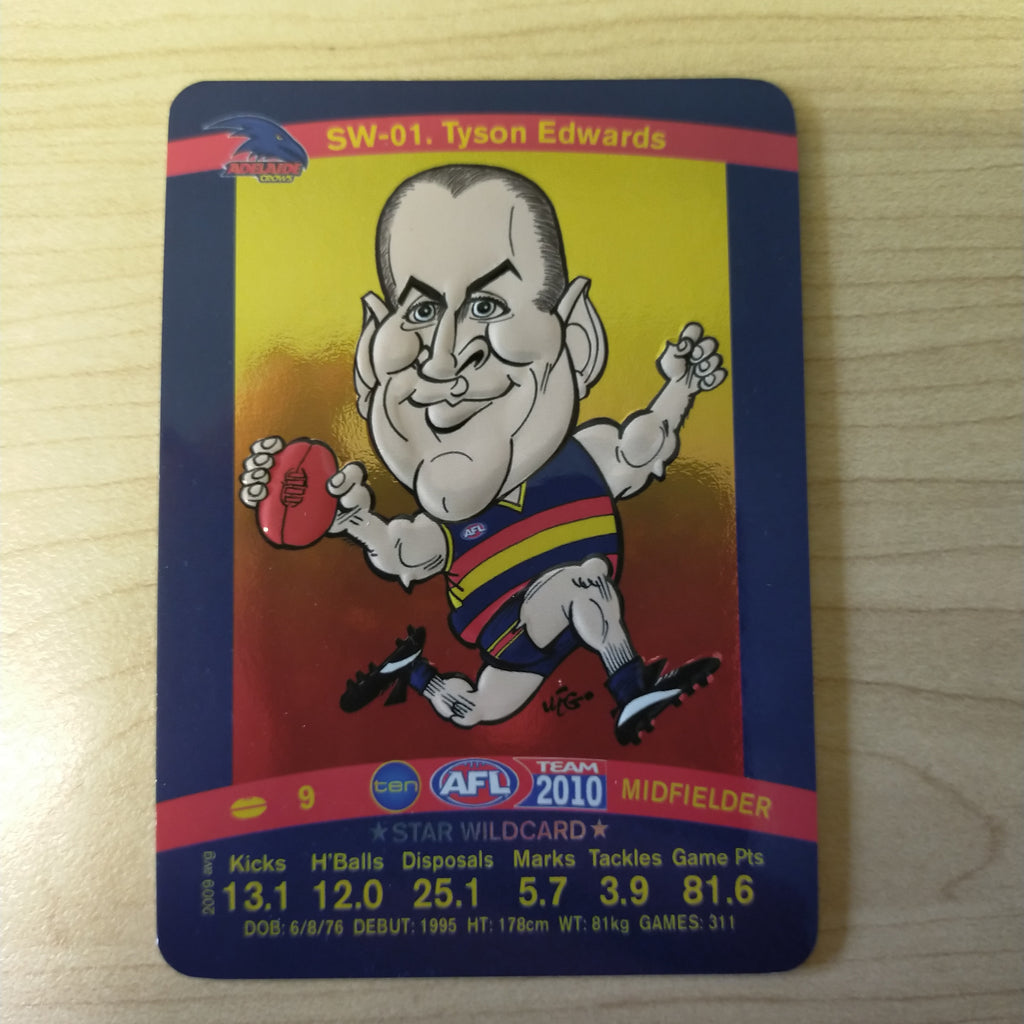 SW-01. Tyson Edwards
ADELAIDE
CROWS
AFL
WEG.
9
ten
AFL
TEAM
2010
MIDFIELDER
★STAR WILDCARD★
2009 avg
Kicks H'Balls Disposals Marks Tackles Game Pts
13.1 12.0 25.1 5.7 3.9 81.6
DOB: 6/8/76 DEBUT: 1995 HT: 178cm WT: 81kg GAMES: 311